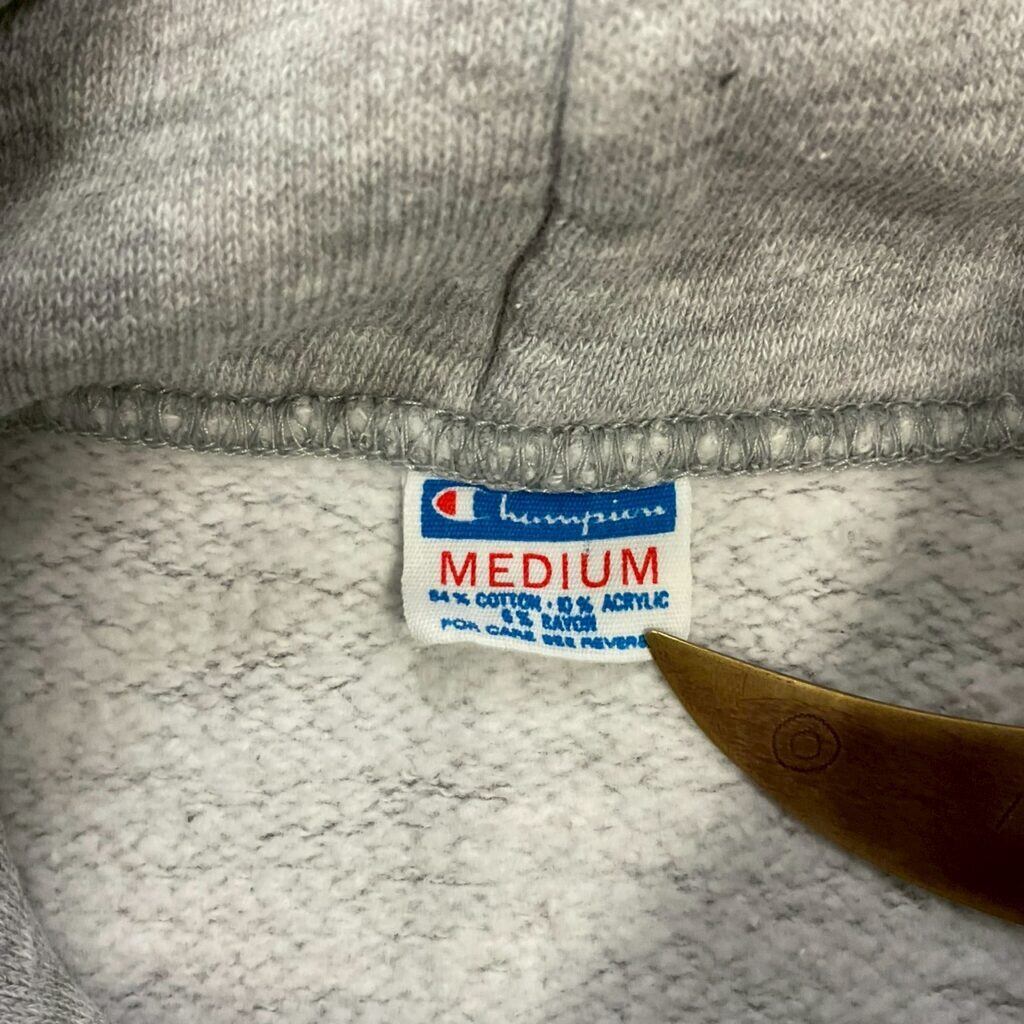 Champion
MEDIUM
84% COTTON · 10% ACRYLIC
6% RAYON
FOR CARE SEE REVERSE